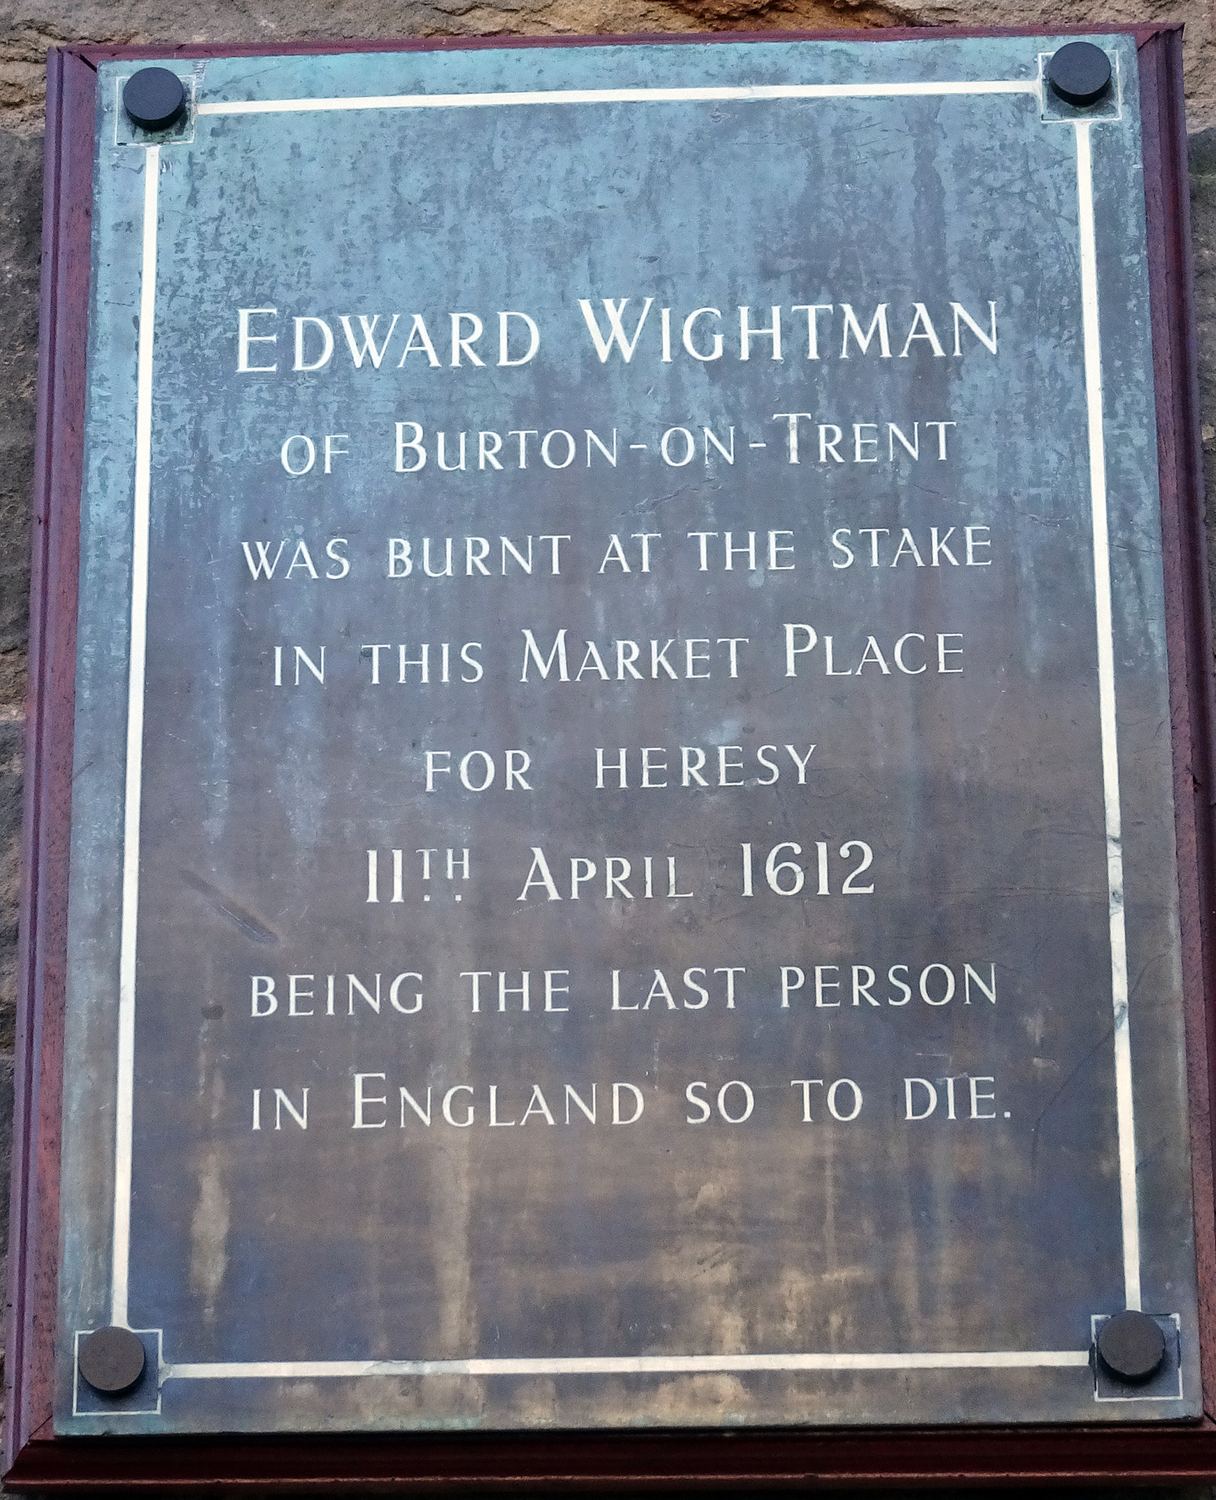 EDWARD WIGHTMAN
OF BURTON-ON-TRENT
WAS BURNT AT THE STAKE
IN THIS MARKET PLACE
FOR HERESY
11TH APRIL 1612
BEING THE LAST PERSON
IN ENGLAND SO TO DIE.